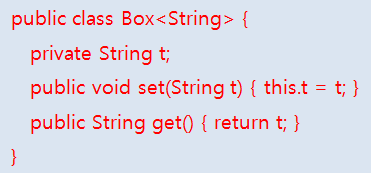 public class Box<String> {
private String t;
public void set(String t) { this.t = t; }
public String get() { return t; }
}